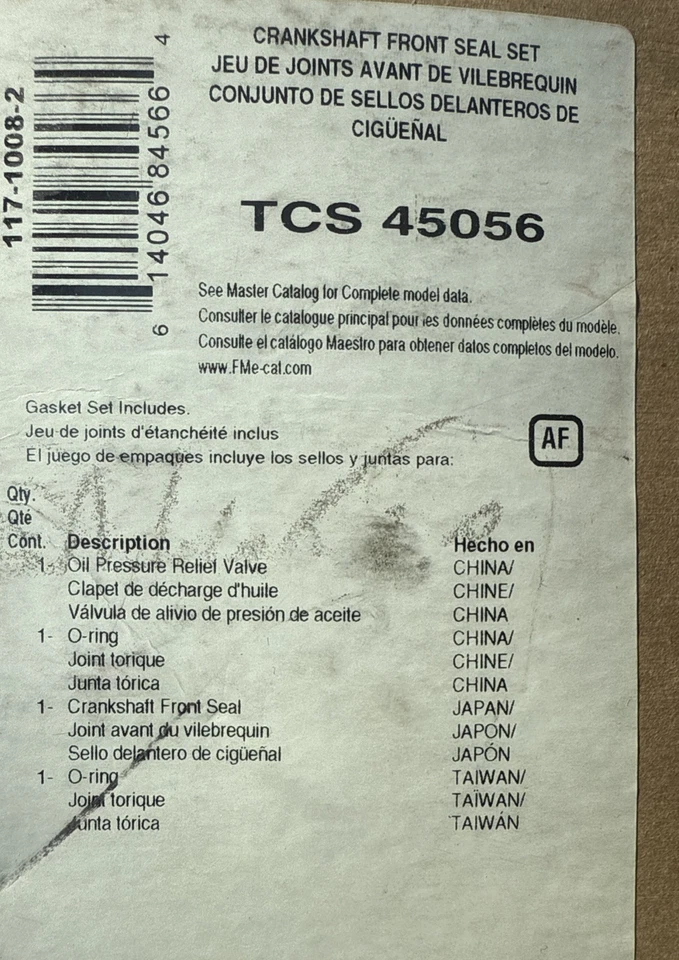 CRANKSHAFT FRONT SEAL SET
JEU DE JOINTS AVANT DE VILEBREQUIN
CONJUNTO DE SELLOS DELANTEROS DE
CIGÜEÑAL
117-1008-2
6 14046 84566 4
TCS 45056
See Master Catalog for Complete model data.
Consulter le catalogue principal pour les données complètes du modèle.
Consulte el catálogo Maestro para obtener datos completos del modelo.
www.FMe-cat.com
Gasket Set Includes.
Jeu de joints d'étanchéité inclus
El juego de empaques incluye los sellos y juntas para:
AF
Qty.
Qté
Cont. Description Hecho en
1- Oil Pressure Relief Valve CHINA/
Clapet de décharge d'huile CHINE/
Válvula de alivio de presión de aceite CHINA
1- O-ring CHINA/
Joint torique CHINE/
Junta tórica CHINA
1- Crankshaft Front Seal JAPAN/
Joint avant du vilebrequin JAPON/
Sello delantero de cigüeñal JAPÓN
1- O-ring TAIWAN/
Joint torique TAÏWAN/
Junta tórica TAIWÁN